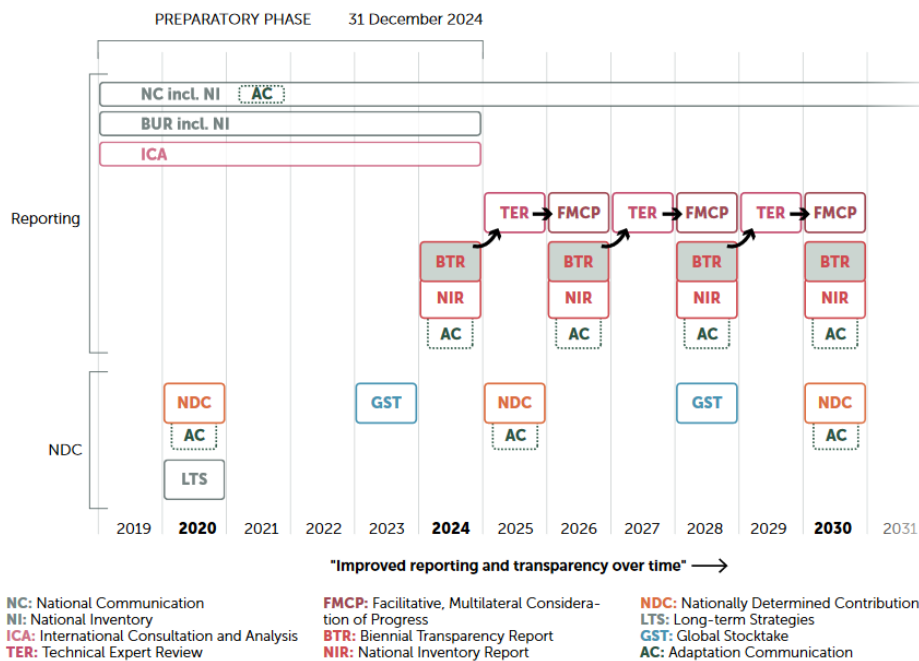 PREPARATORY PHASE 31 December 2024
NC incl. NI AC
BUR incl. NI
ICA
Reporting
TER FMCP TER FMCP TER FMCP
BTR BTR BTR BTR
NIR NIR NIR NIR
AC AC AC AC
NDC GST NDC GST NDC
AC AC AC
NDC
LTS
2019 2020 2021 2022 2023 2024 2025 2026 2027 2028 2029 2030 2031
"Improved reporting and transparency over time"
NC: National Communication
NI: National Inventory
ICA: International Consultation and Analysis
TER: Technical Expert Review
FMCP: Facilitative, Multilateral Considera-
tion of Progress
BTR: Biennial Transparency Report
NIR: National Inventory Report
NDC: Nationally Determined Contribution
LTS: Long-term Strategies
GST: Global Stocktake
AC: Adaptation Communication